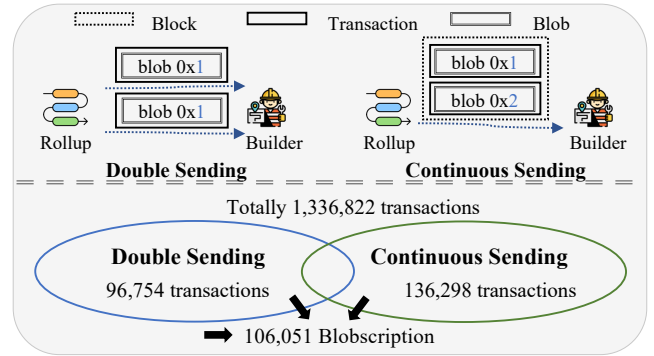 Block Transaction Blob
blob 0x1
blob 0x1
Rollup Builder
Double Sending
blob 0x1
blob 0x2
Rollup Builder
Continuous Sending
Totally 1,336,822 transactions
Double Sending
96,754 transactions
Continuous Sending
136,298 transactions
106,051 Blobscription